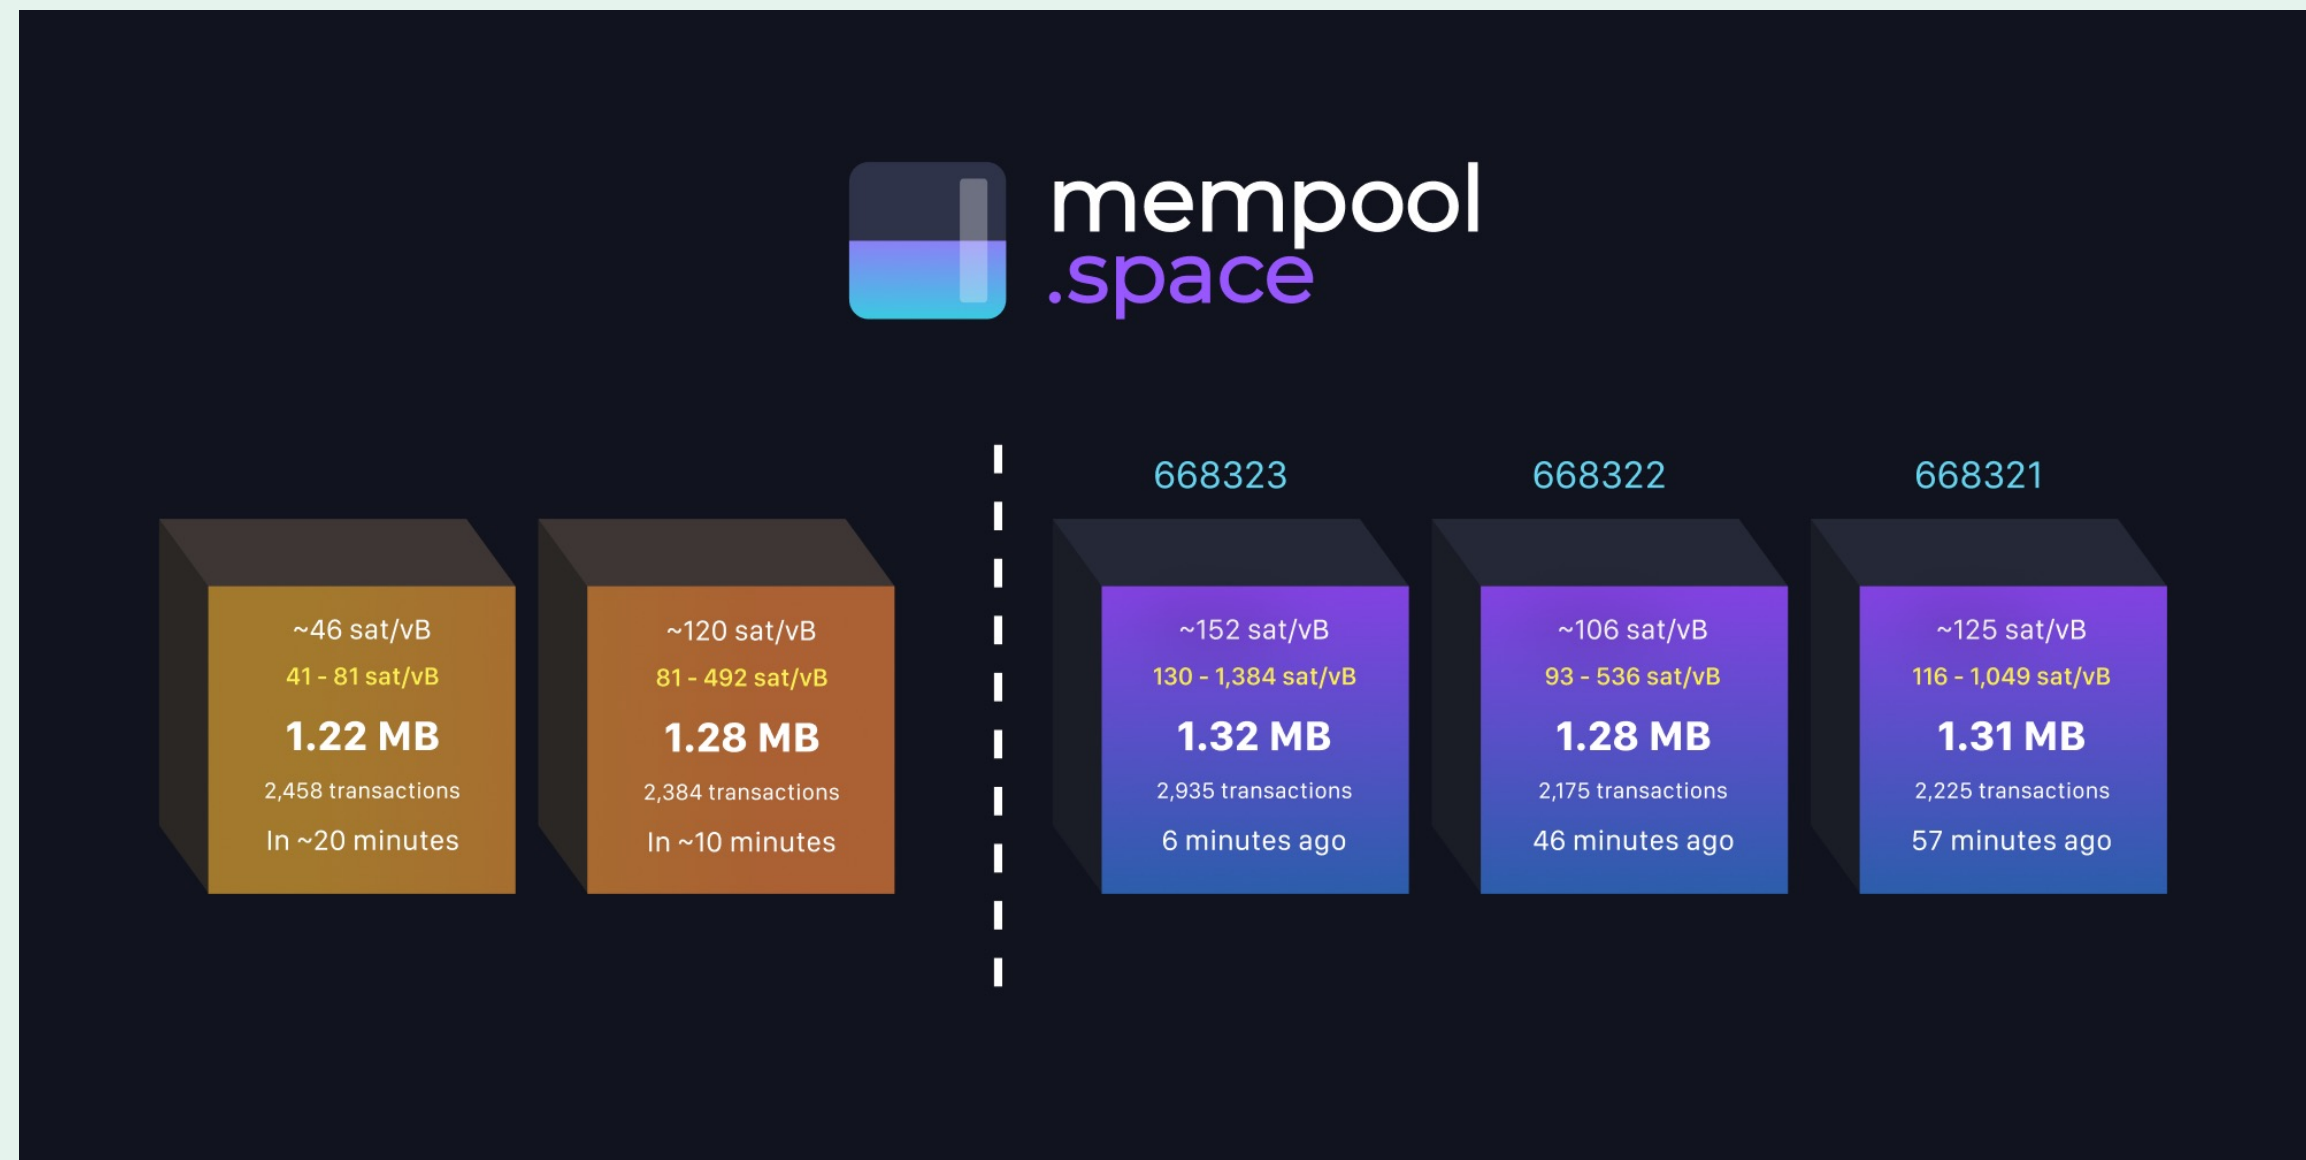 mempool
.space
668323
668322
668321
~46 sat/vB
41 - 81 sat/vB
1.22 MB
2,458 transactions
In ~20 minutes
~120 sat/vB
81 - 492 sat/vB
1.28 MB
2,384 transactions
In ~10 minutes
~152 sat/vB
130 - 1,384 sat/vB
1.32 MB
2,935 transactions
6 minutes ago
~106 sat/vB
93 - 536 sat/vB
1.28 MB
2,175 transactions
46 minutes ago
~125 sat/vB
116 - 1,049 sat/vB
1.31 MB
2,225 transactions
57 minutes ago